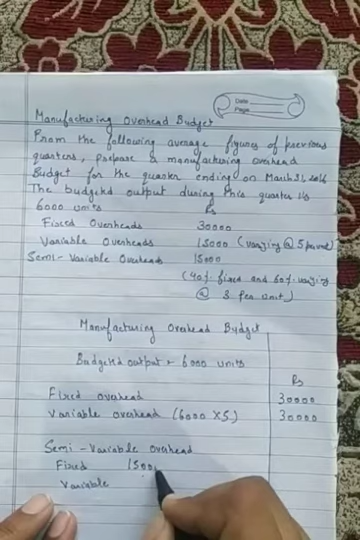 Date
Page
Manufacturing Overhead Budget
From the following average figures of previous
quarters, prepare a manufacturing overhead
Budget for the quarter ending on March 31, 2016
The budgeted output during this quarter is
6000 units Rs
Fixed Overheads 30000
Variable Overheads 15000 (varying @ 5 per unit)
Semi-Variable Overheads 15000
(40% fixed and 60% varying
@ 3 per unit)
Manufacturing Overhead Budget
Budgeted output - 6000 units
Rs
Fixed overhead 30000
Variable overhead (6000 X5) 30000
Semi-Variable overhead
Fixed 1500
Variable